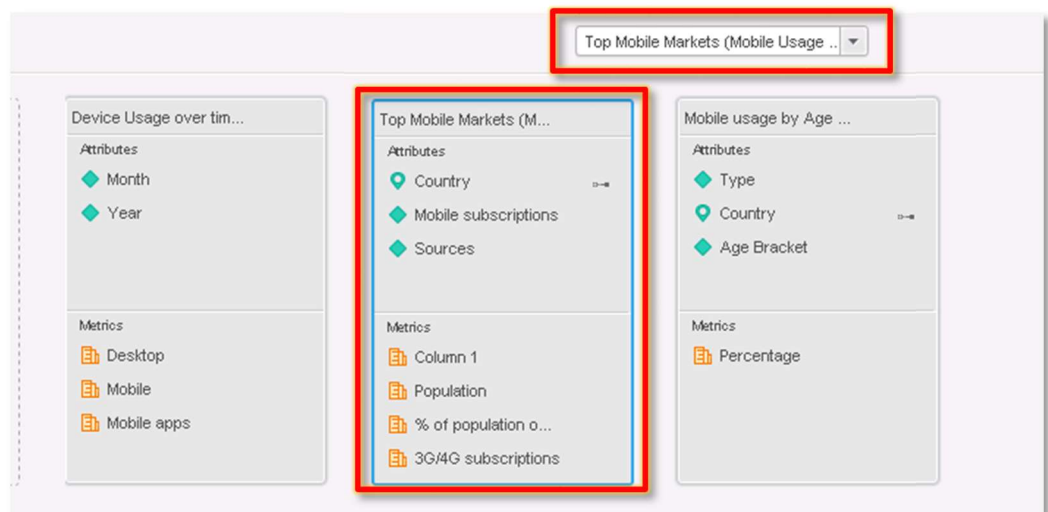 Top Mobile Markets (Mobile Usage ..
Device Usage over tim...
Attributes
Month
Year
Metrics
Desktop
Mobile
Mobile apps
Top Mobile Markets (M...
Attributes
Country
Mobile subscriptions
Sources
Metrics
Column 1
Population
% of population o...
3G/4G subscriptions
Mobile usage by Age ...
Attributes
Type
Country
Age Bracket
Metrics
Percentage